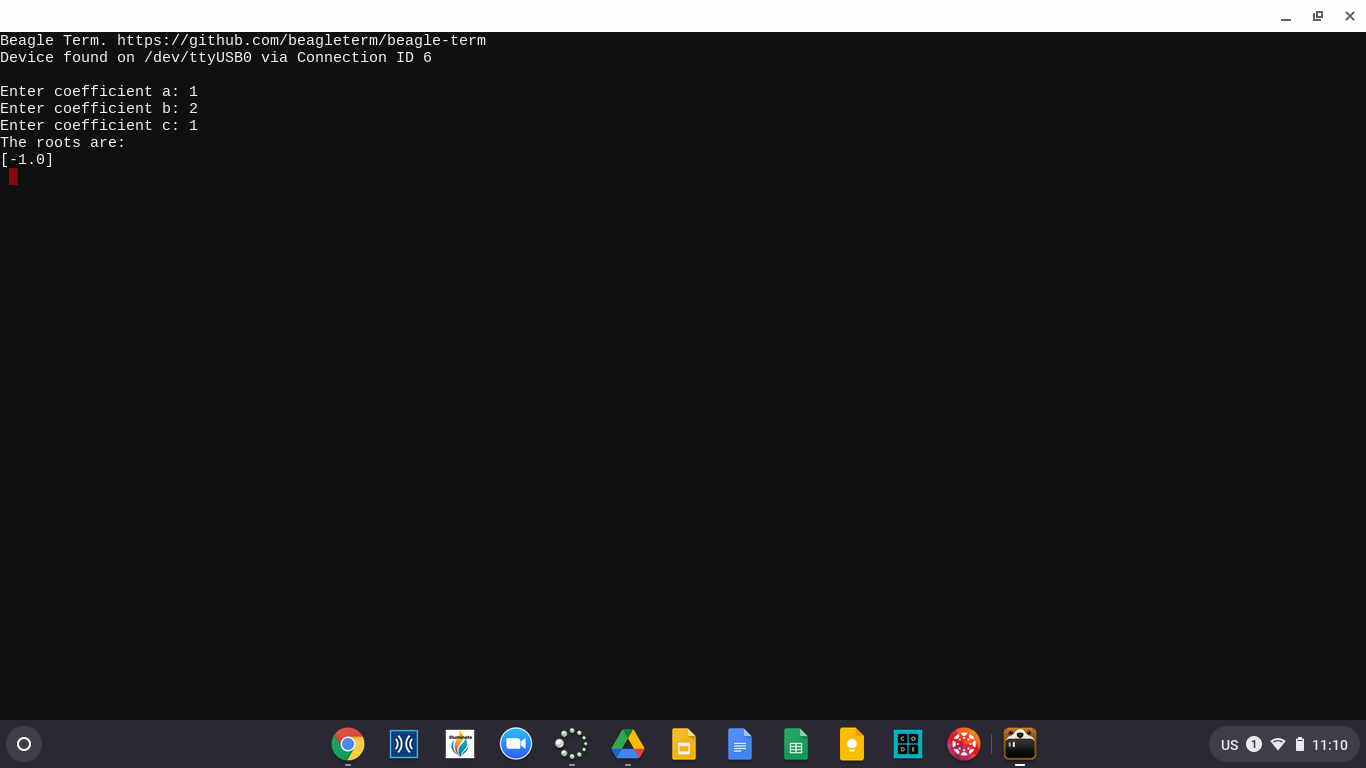 Beagle Term. https://github.com/beagleterm/beagle-term
Device found on /dev/ttyUSB0 via Connection ID 6
Enter coefficient a: 1
Enter coefficient b: 2
Enter coefficient c: 1
The roots are:
[-1.0]
CODE
US 1 11:10